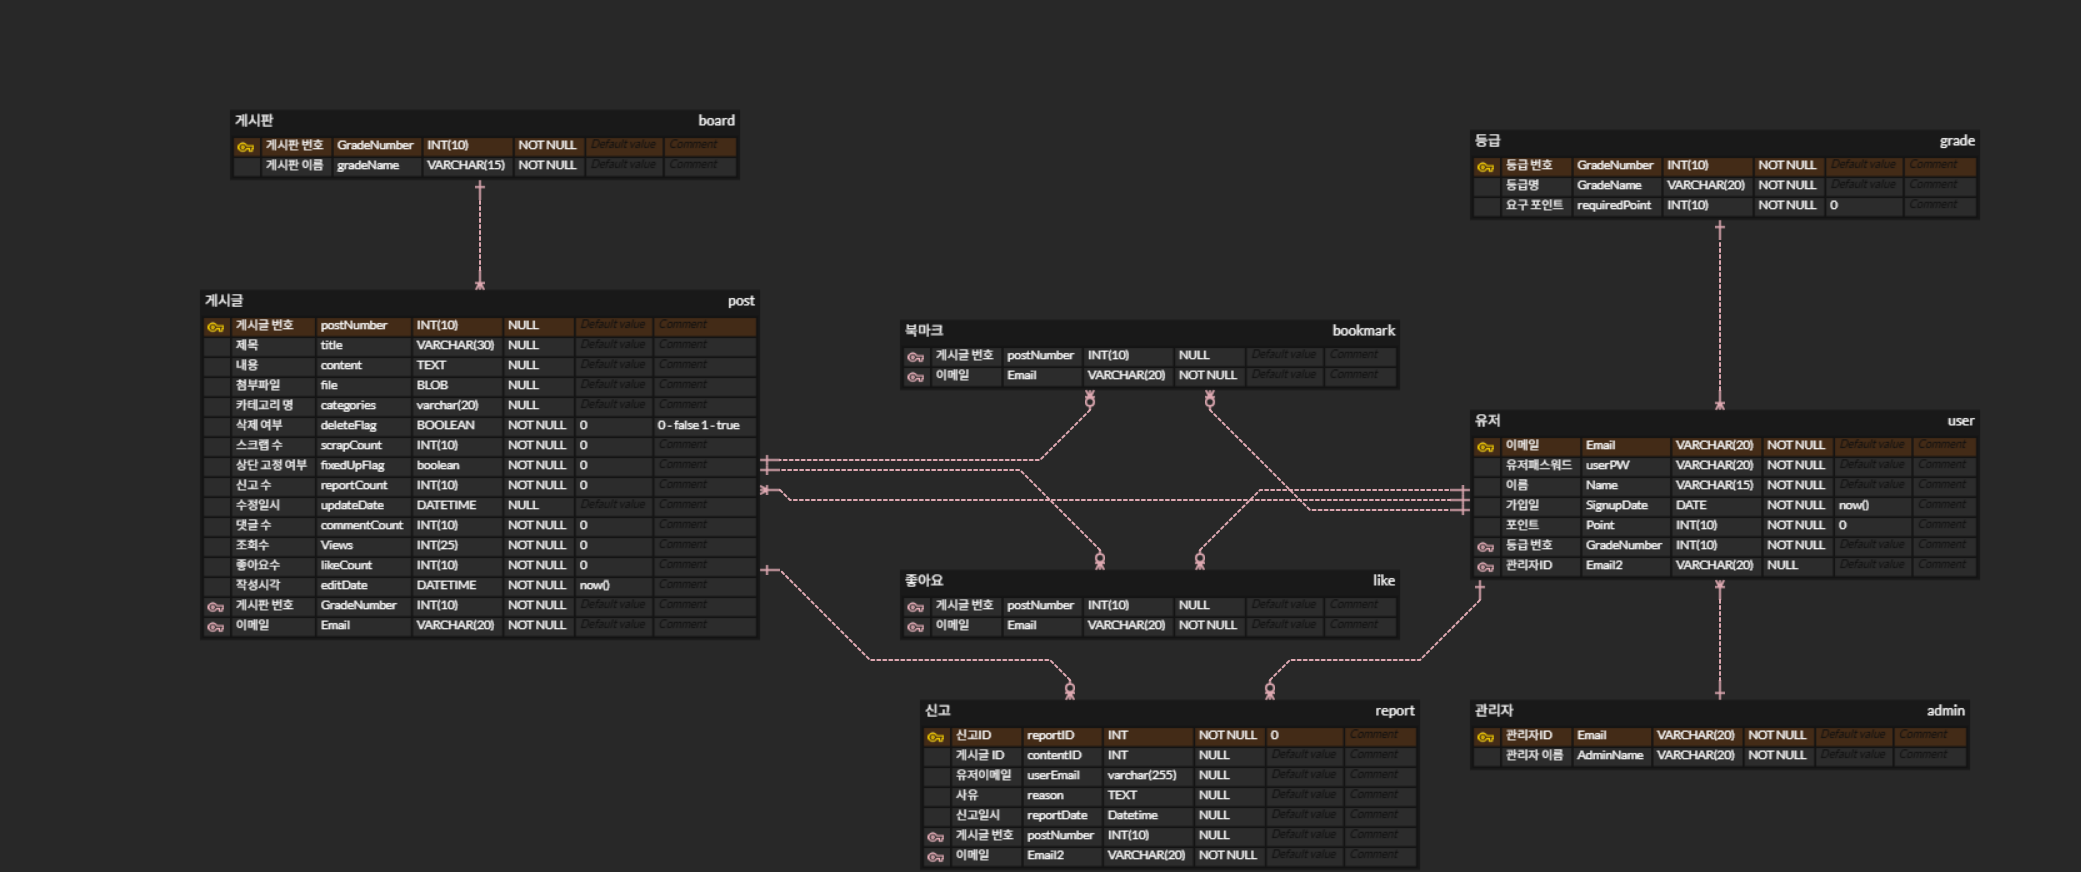 게시판 board
게시판 번호 GradeNumber INT(10) NOT NULL Default value Comment
게시판 이름 gradeName VARCHAR(15) NOT NULL Default value Comment
등급 grade
등급 번호 GradeNumber INT(10) NOT NULL Default value Comment
등급명 GradeName VARCHAR(20) NOT NULL Default value Comment
요구 포인트 requiredPoint INT(10) NOT NULL 0 Comment
게시글 post
게시글 번호 postNumber INT(10) NULL Default value Comment
제목 title VARCHAR(30) NULL Default value Comment
내용 content TEXT NULL Default value Comment
첨부파일 file BLOB NULL Default value Comment
카테고리 명 categories varchar(20) NULL Default value Comment
삭제 여부 deleteFlag BOOLEAN NOT NULL 0 0 - false 1 - true
스크랩 수 scrapCount INT(10) NOT NULL 0 Comment
상단 고정 여부 fixedUpFlag boolean NOT NULL 0 Comment
신고 수 reportCount INT(10) NOT NULL 0 Comment
수정일시 updateDate DATETIME NULL Default value Comment
댓글 수 commentCount INT(10) NOT NULL 0 Comment
조회수 Views INT(25) NOT NULL 0 Comment
좋아요수 likeCount INT(10) NOT NULL 0 Comment
작성시각 editDate DATETIME NOT NULL now() Comment
게시판 번호 GradeNumber INT(10) NOT NULL Default value Comment
이메일 Email VARCHAR(20) NOT NULL Default value Comment
북마크 bookmark
게시글 번호 postNumber INT(10) NULL Default value Comment
이메일 Email VARCHAR(20) NOT NULL Default value Comment
유저 user
이메일 Email VARCHAR(20) NOT NULL Default value Comment
유저패스워드 userPW VARCHAR(20) NOT NULL Default value Comment
이름 Name VARCHAR(15) NOT NULL Default value Comment
가입일 SignupDate DATE NOT NULL now() Comment
포인트 Point INT(10) NOT NULL 0 Comment
등급 번호 GradeNumber INT(10) NOT NULL Default value Comment
관리자ID Email2 VARCHAR(20) NULL Default value Comment
좋아요 like
게시글 번호 postNumber INT(10) NULL Default value Comment
이메일 Email VARCHAR(20) NOT NULL Default value Comment
신고 report
신고ID reportID INT NOT NULL 0 Comment
게시글 ID contentID INT NULL Default value Comment
유저이메일 userEmail varchar(255) NULL Default value Comment
사유 reason TEXT NULL Default value Comment
신고일시 reportDate Datetime NULL Default value Comment
게시글 번호 postNumber INT(10) NULL Default value Comment
이메일 Email2 VARCHAR(20) NOT NULL Default value Comment
관리자 admin
관리자ID Email VARCHAR(20) NOT NULL Default value Comment
관리자 이름 AdminName VARCHAR(20) NOT NULL Default value Comment